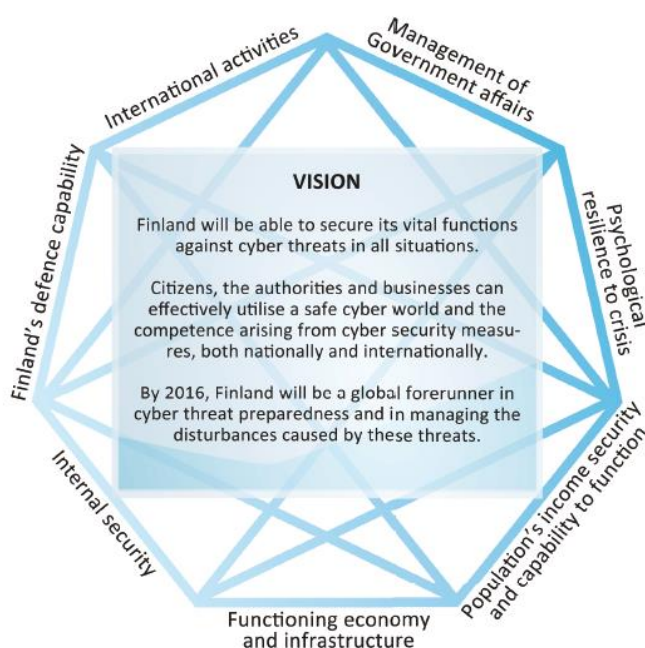 International activities
Management of
Government affairs
Finland's defence capability
Psychological
resilience to crisis
VISION
Finland will be able to secure its vital functions
against cyber threats in all situations.
Citizens, the authorities and businesses can
effectively utilise a safe cyber world and the
competence arising from cyber security measu-
res, both nationally and internationally.
By 2016, Finland will be a global forerunner in
cyber threat preparedness and in managing the
disturbances caused by these threats.
Internal security
Population's income security
and capability to function
Functioning economy
and infrastructure